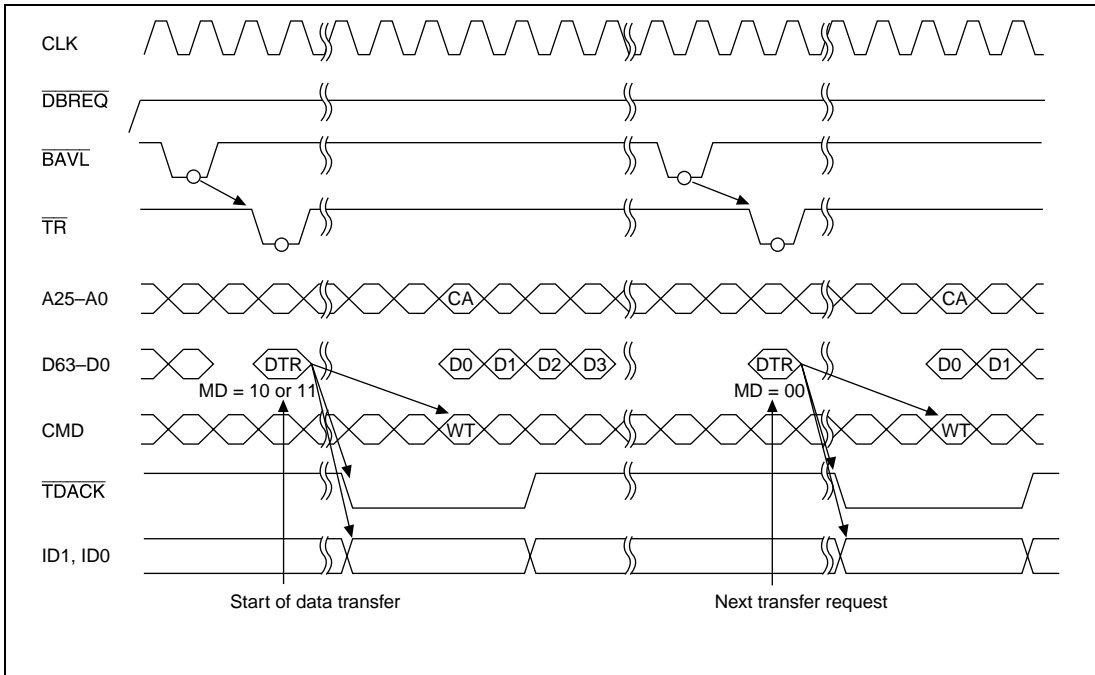 CLK
DBREQ
BAVL
TR
A25–A0 CA CA
D63–D0 DTR D0 D1 D2 D3 DTR D0 D1
MD = 10 or 11 MD = 00
CMD WT WT
TDACK
ID1, ID0
Start of data transfer Next transfer request